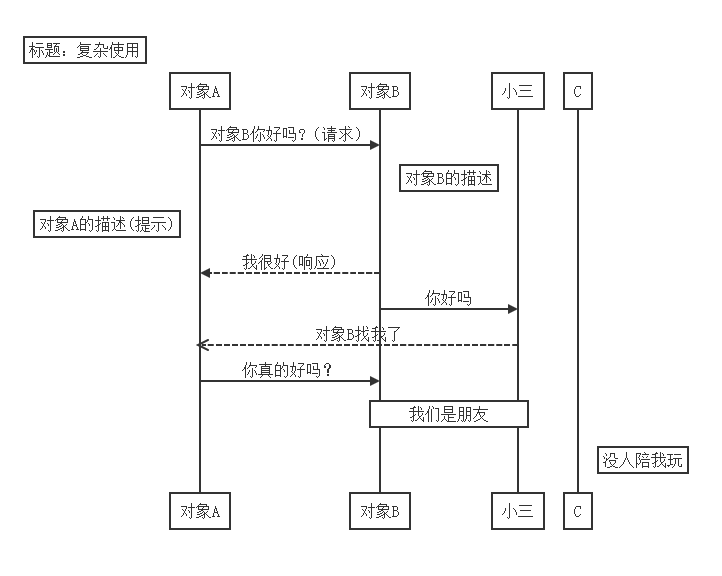 标题：复杂使用
对象A
对象B
小三
C
对象B你好吗?（请求）
对象B的描述
对象A的描述(提示)
我很好(响应)
你好吗
对象B找我了
你真的好吗？
我们是朋友
没人陪我玩
对象A
对象B
小三
C